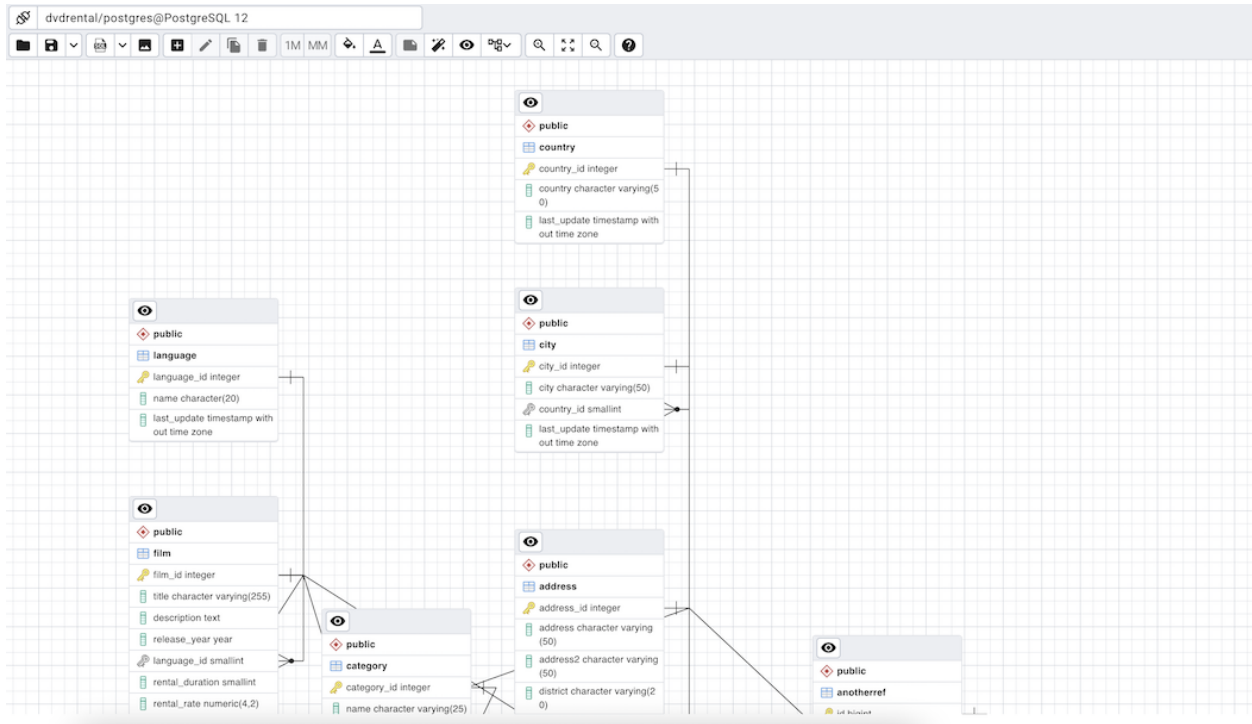 dvdrental/postgres@PostgreSQL 12
SQL
1M
MM
A
public
country
country_id integer
country character varying(5
0)
last_update timestamp with
out time zone
public
city
city_id integer
city character varying(50)
country_id smallint
last_update timestamp with
out time zone
public
language
language_id integer
name character(20)
last_update timestamp with
out time zone
public
film
film_id integer
title character varying(255)
description text
release_year year
language_id smallint
rental_duration smallint
rental_rate numeric(4,2)
public
category
category_id integer
name character varying(25)
public
address
address_id integer
address character varying
(50)
address2 character varying
(50)
district character varying(2
0)
public
anotherref
id bigint